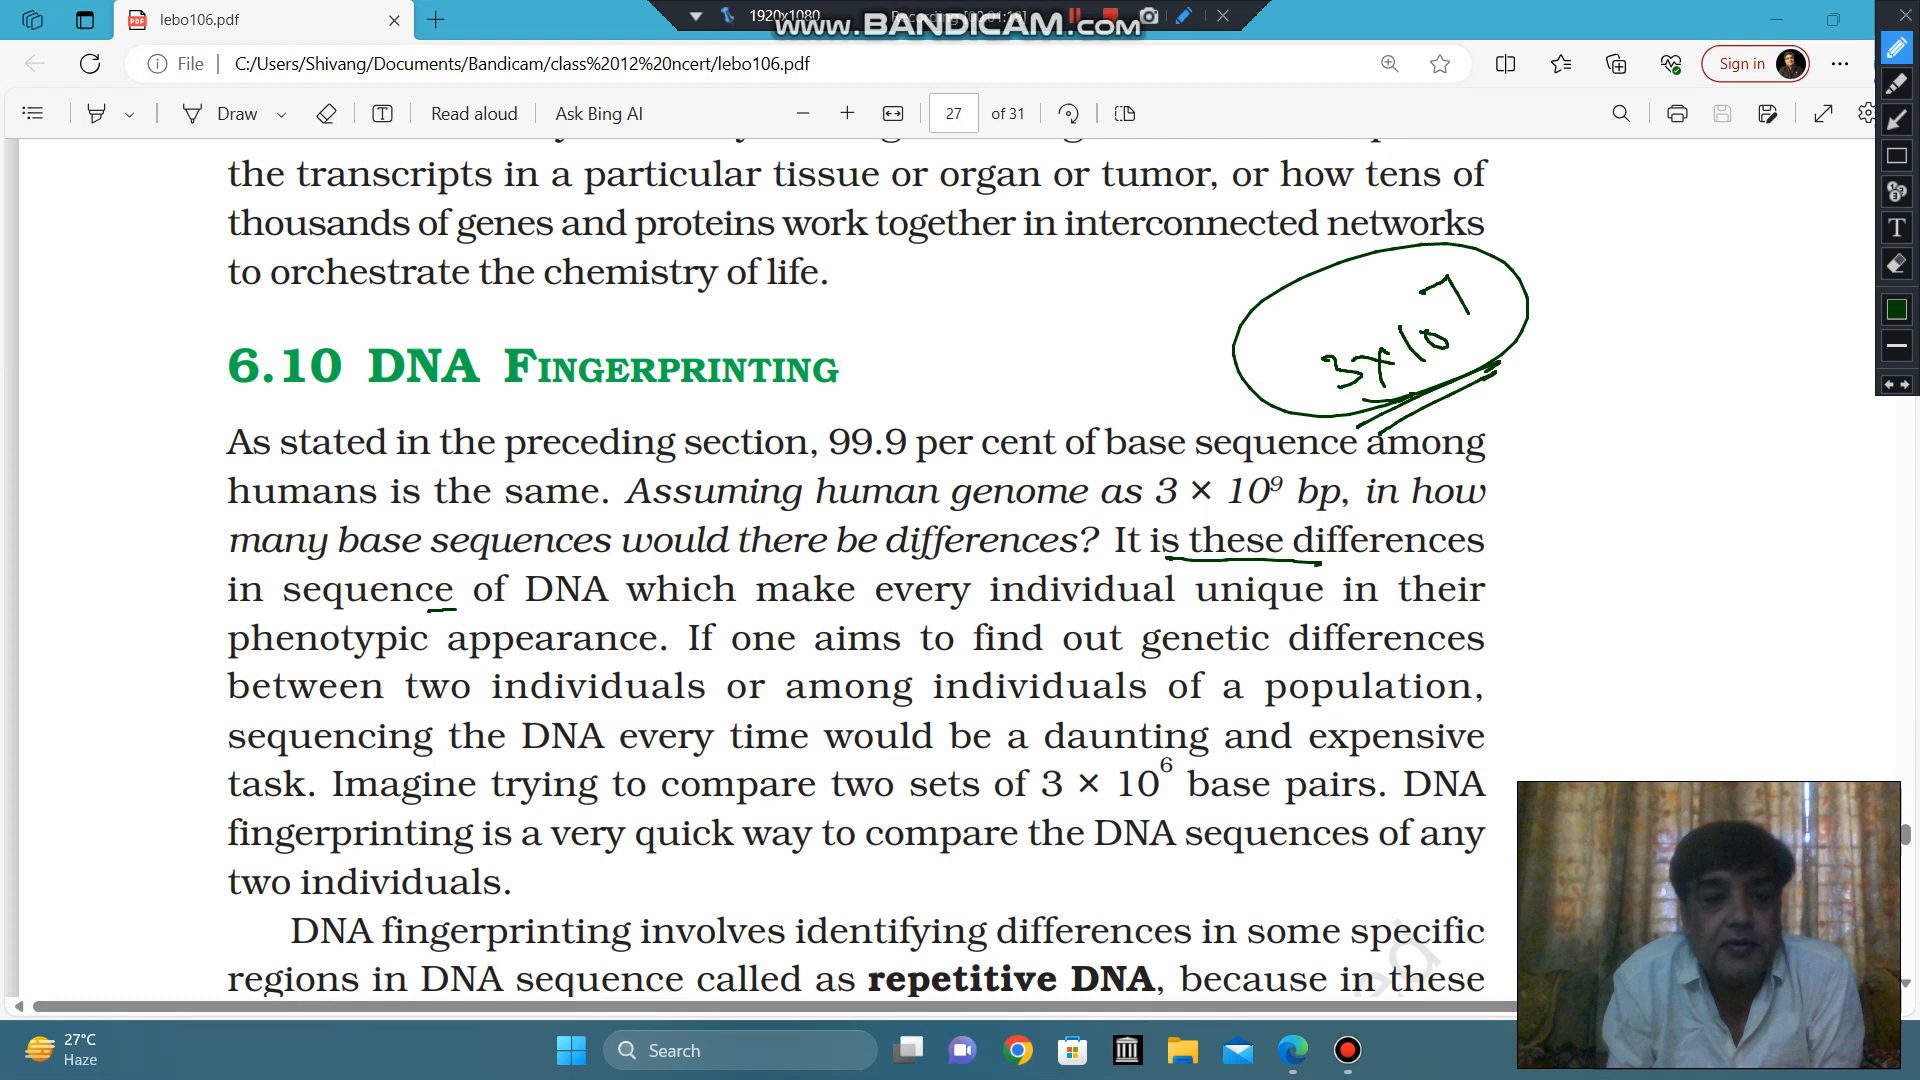 lebo106.pdf
1920x1080
Recording [00:01:10]
www.BANDICAM.com
File
C:/Users/Shivang/Documents/Bandicam/class%2012%20ncert/lebo106.pdf
Sign in
Draw
Read aloud
Ask Bing AI
27
of 31
the transcripts in a particular tissue or organ or tumor, or how tens of
thousands of genes and proteins work together in interconnected networks
to orchestrate the chemistry of life.
3×10⁷
6.10 DNA FINGERPRINTING
As stated in the preceding section, 99.9 per cent of base sequence among
humans is the same. Assuming human genome as 3 × 10⁹ bp, in how
many base sequences would there be differences? It is these differences
in sequence of DNA which make every individual unique in their
phenotypic appearance. If one aims to find out genetic differences
between two individuals or among individuals of a population,
sequencing the DNA every time would be a daunting and expensive
task. Imagine trying to compare two sets of 3 × 10⁶ base pairs. DNA
fingerprinting is a very quick way to compare the DNA sequences of any
two individuals.
DNA fingerprinting involves identifying differences in some specific
regions in DNA sequence called as repetitive DNA, because in these
27°C
Haze
Search